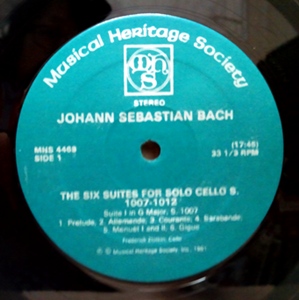 Musical Heritage Society
m h
S
STEREO
JOHANN SEBASTIAN BACH
MHS 4469
SIDE 1
(17:45)
33 1/3 RPM
THE SIX SUITES FOR SOLO CELLO S.
1007-1012
Suite I in G Major, S. 1007
1. Prelude, 2. Allemande, 3. Courante, 4. Sarabande,
5. Menuet I and II, 6. Gigue
Frederick Zlotkin, Cello
Musical Heritage Society, Inc. 1981